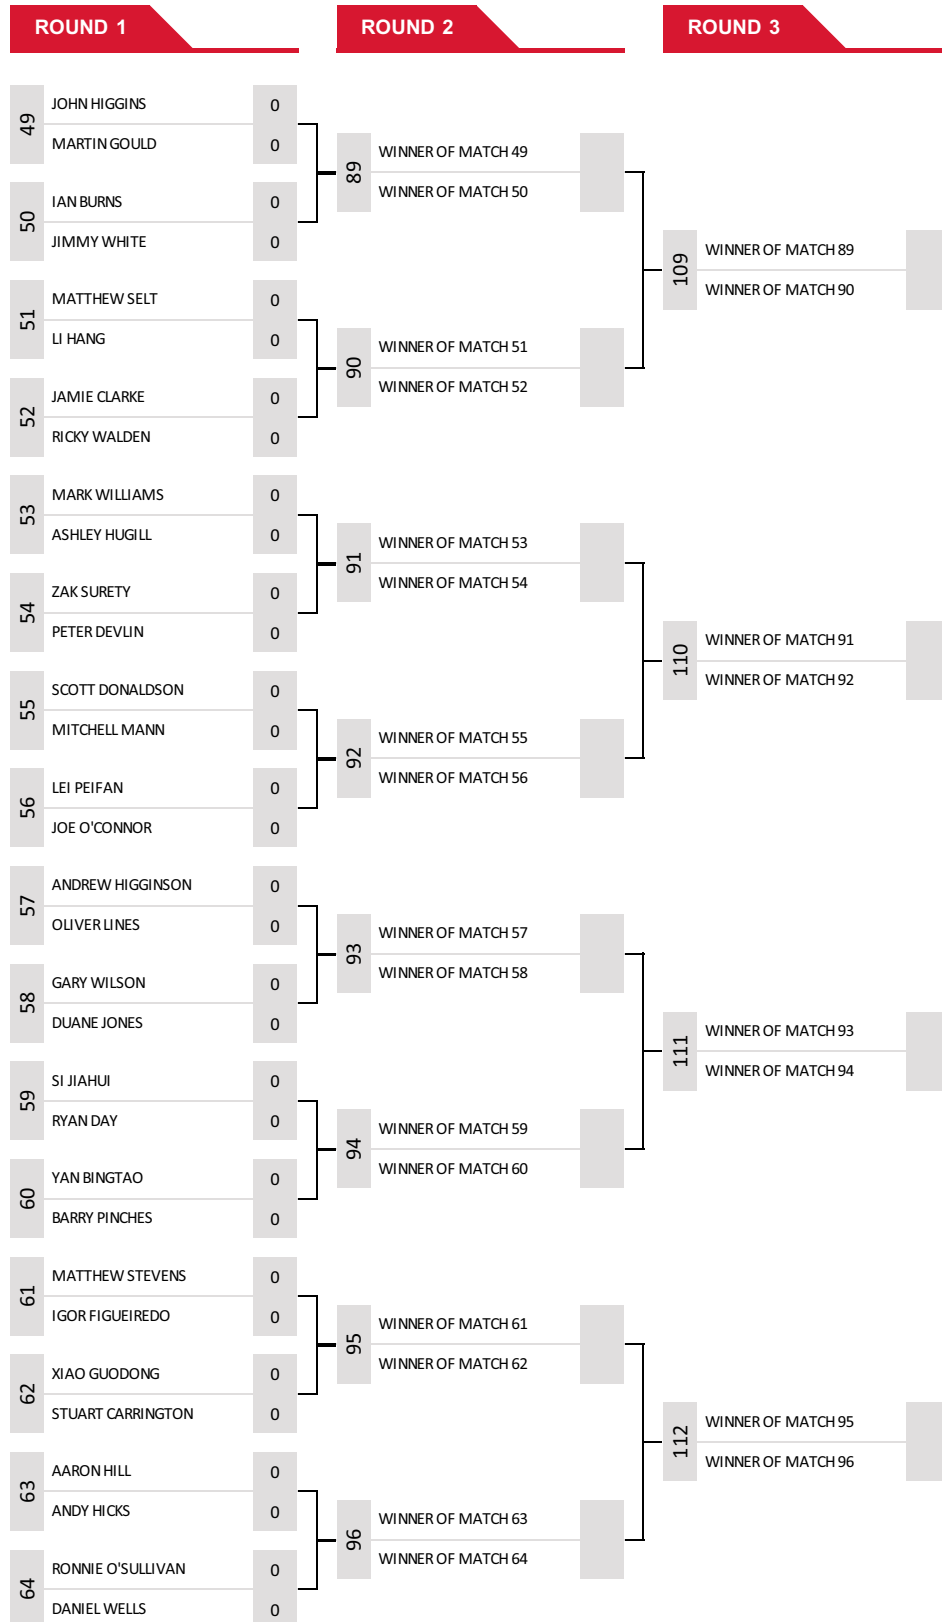 ROUND 1
ROUND 2
ROUND 3
49
JOHN HIGGINS 0
MARTIN GOULD 0
50
IAN BURNS 0
JIMMY WHITE 0
51
MATTHEW SELT 0
LI HANG 0
52
JAMIE CLARKE 0
RICKY WALDEN 0
53
MARK WILLIAMS 0
ASHLEY HUGILL 0
54
ZAK SURETY 0
PETER DEVLIN 0
55
SCOTT DONALDSON 0
MITCHELL MANN 0
56
LEI PEIFAN 0
JOE O'CONNOR 0
57
ANDREW HIGGINSON 0
OLIVER LINES 0
58
GARY WILSON 0
DUANE JONES 0
59
SI JIAHUI 0
RYAN DAY 0
60
YAN BINGTAO 0
BARRY PINCHES 0
61
MATTHEW STEVENS 0
IGOR FIGUEIREDO 0
62
XIAO GUODONG 0
STUART CARRINGTON 0
63
AARON HILL 0
ANDY HICKS 0
64
RONNIE O'SULLIVAN 0
DANIEL WELLS 0
89
WINNER OF MATCH 49
WINNER OF MATCH 50
90
WINNER OF MATCH 51
WINNER OF MATCH 52
91
WINNER OF MATCH 53
WINNER OF MATCH 54
92
WINNER OF MATCH 55
WINNER OF MATCH 56
93
WINNER OF MATCH 57
WINNER OF MATCH 58
94
WINNER OF MATCH 59
WINNER OF MATCH 60
95
WINNER OF MATCH 61
WINNER OF MATCH 62
96
WINNER OF MATCH 63
WINNER OF MATCH 64
109
WINNER OF MATCH 89
WINNER OF MATCH 90
110
WINNER OF MATCH 91
WINNER OF MATCH 92
111
WINNER OF MATCH 93
WINNER OF MATCH 94
112
WINNER OF MATCH 95
WINNER OF MATCH 96